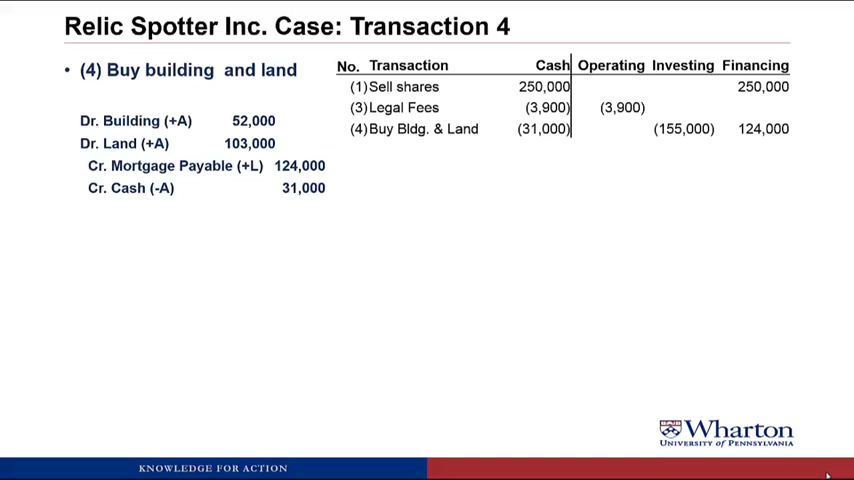 Relic Spotter Inc. Case: Transaction 4
• (4) Buy building and land
Dr. Building (+A) 52,000
Dr. Land (+A) 103,000
Cr. Mortgage Payable (+L) 124,000
Cr. Cash (-A) 31,000
No. Transaction Cash Operating Investing Financing
(1) Sell shares 250,000 250,000
(3) Legal Fees (3,900) (3,900)
(4) Buy Bldg. & Land (31,000) (155,000) 124,000
Wharton
UNIVERSITY OF PENNSYLVANIA
KNOWLEDGE FOR ACTION